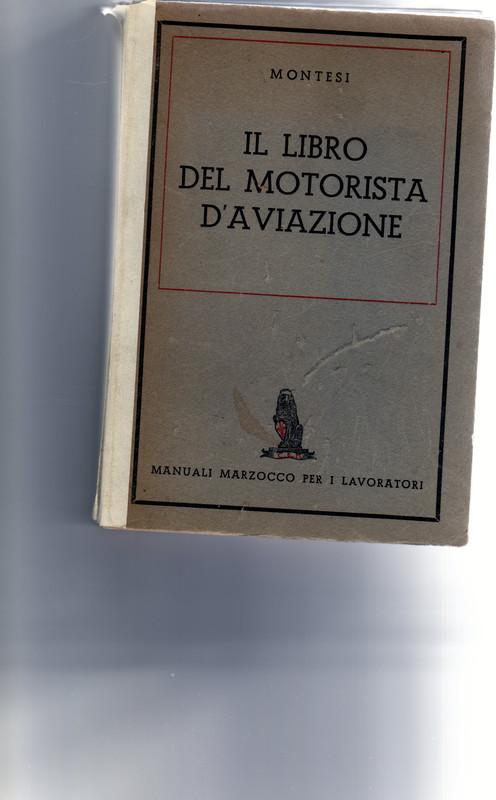 MONTESI
IL LIBRO
DEL MOTORISTA
D'AVIAZIONE
MANUALI MARZOCCO PER I LAVORATORI